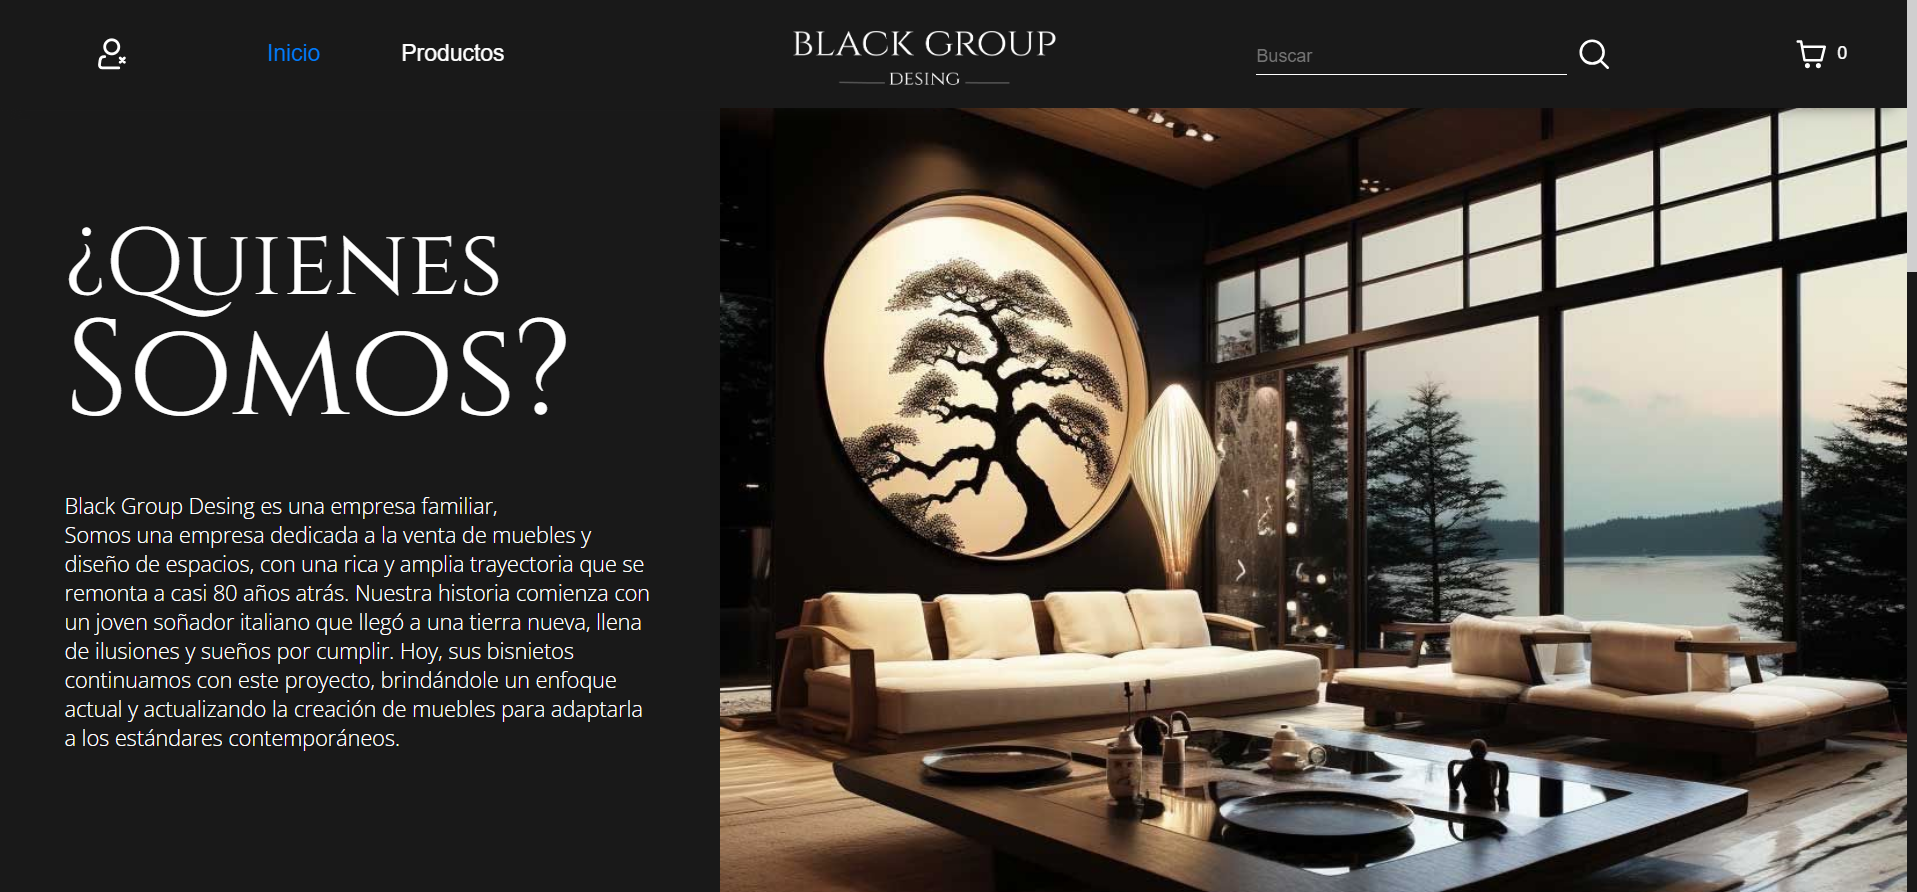 Inicio
Productos
BLACK GROUP
DESING
Buscar
0
¿QUIENES
SOMOS?
Black Group Desing es una empresa familiar,
Somos una empresa dedicada a la venta de muebles y
diseño de espacios, con una rica y amplia trayectoria que se
remonta a casi 80 años atrás. Nuestra historia comienza con
un joven soñador italiano que llegó a una tierra nueva, llena
de ilusiones y sueños por cumplir. Hoy, sus bisnietos
continuamos con este proyecto, brindándole un enfoque
actual y actualizando la creación de muebles para adaptarla
a los estándares contemporáneos.